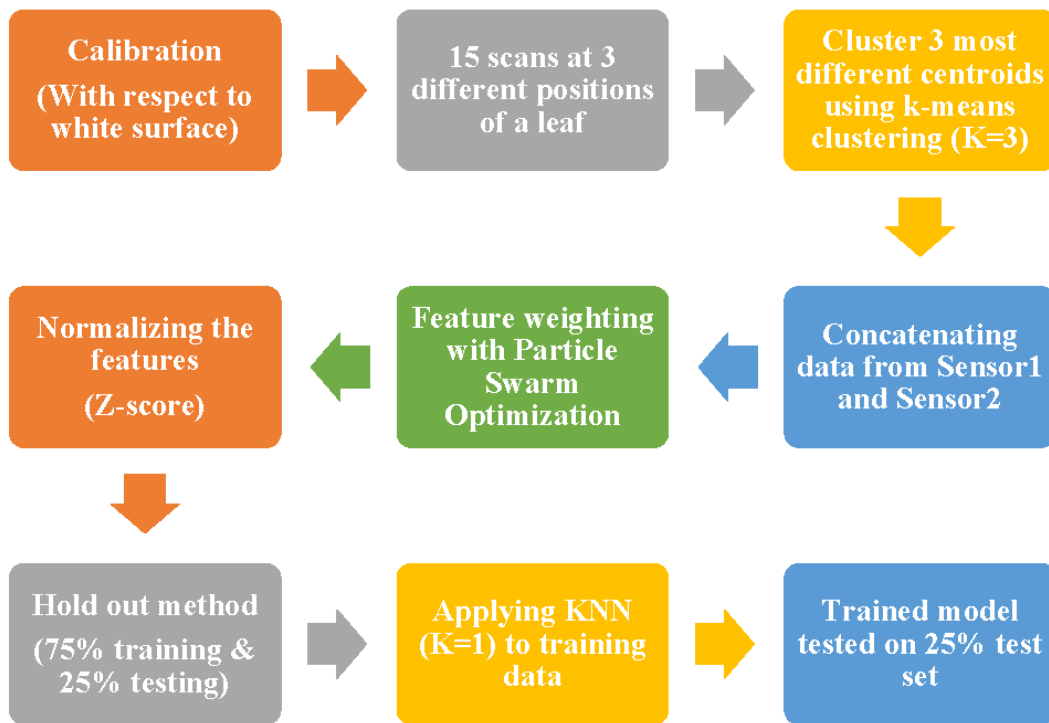 Calibration
(With respect to
white surface)
15 scans at 3
different positions
of a leaf
Cluster 3 most
different centroids
using k-means
clustering (K=3)
Concatenating
data from Sensor1
and Sensor2
Feature weighting
with Particle
Swarm
Optimization
Normalizing the
features
(Z-score)
Hold out method
(75% training &
25% testing)
Applying KNN
(K=1) to training
data
Trained model
tested on 25% test
set